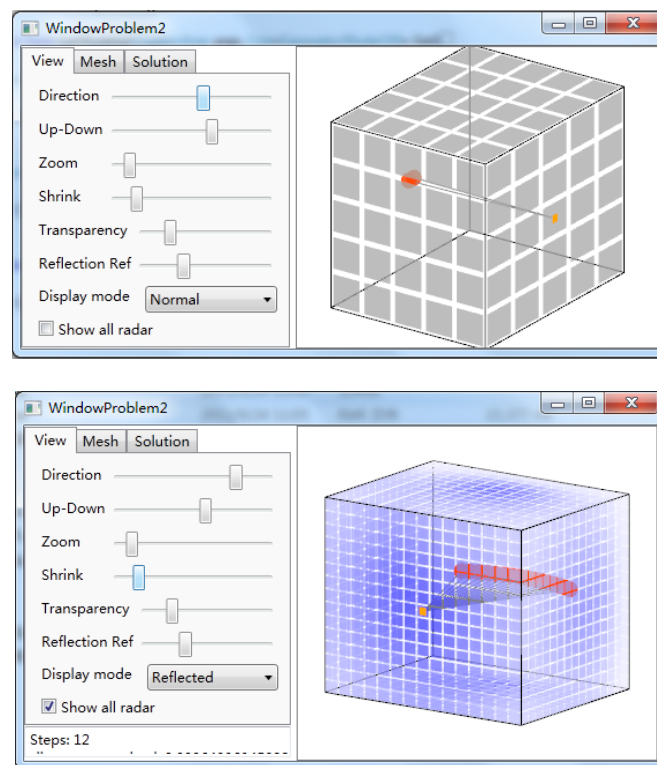 WindowProblem2
View Mesh Solution
Direction
Up-Down
Zoom
Shrink
Transparency
Reflection Ref
Display mode Normal
Show all radar
WindowProblem2
View Mesh Solution
Direction
Up-Down
Zoom
Shrink
Transparency
Reflection Ref
Display mode Reflected
Show all radar
Steps: 12